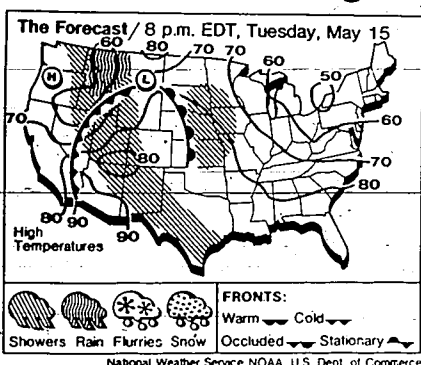 The Forecast / 8 p.m. EDT, Tuesday, May 15
60 80 70 70
H L 60 50
70 60
80 70
80
80 90 90
High
Temperatures
Showers Rain Flurries Snow
FRONTS:
Warm Cold
Occluded Stationary
National Weather Service, NOAA, U.S. Dept. of Commerce